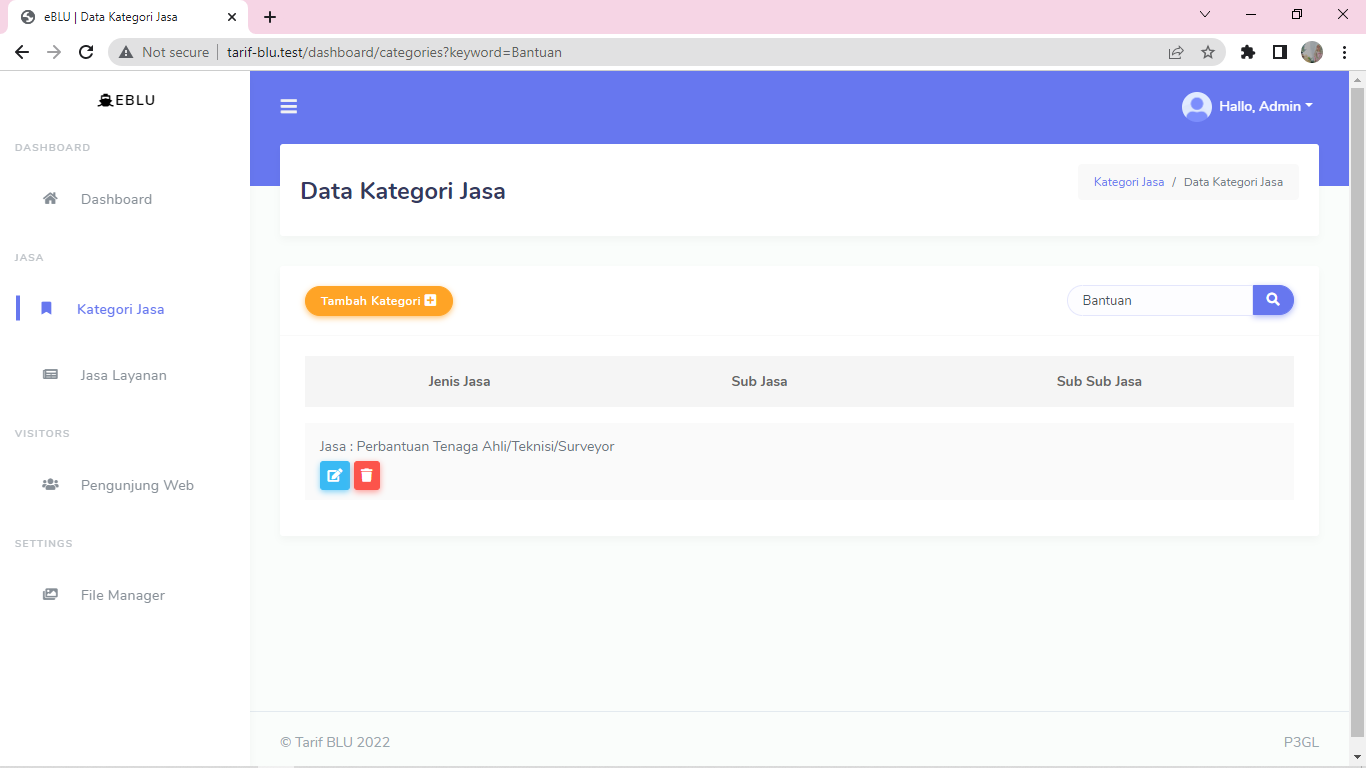 eBLU | Data Kategori Jasa
Not secure
tarif-blu.test/dashboard/categories?keyword=Bantuan
EBLU
Hallo, Admin
DASHBOARD
Dashboard
JASA
Kategori Jasa
Jasa Layanan
VISITORS
Pengunjung Web
SETTINGS
File Manager
Data Kategori Jasa
Kategori Jasa / Data Kategori Jasa
Tambah Kategori
Bantuan
Jenis Jasa Sub Jasa Sub Sub Jasa
Jasa : Perbantuan Tenaga Ahli/Teknisi/Surveyor
© Tarif BLU 2022
P3GL